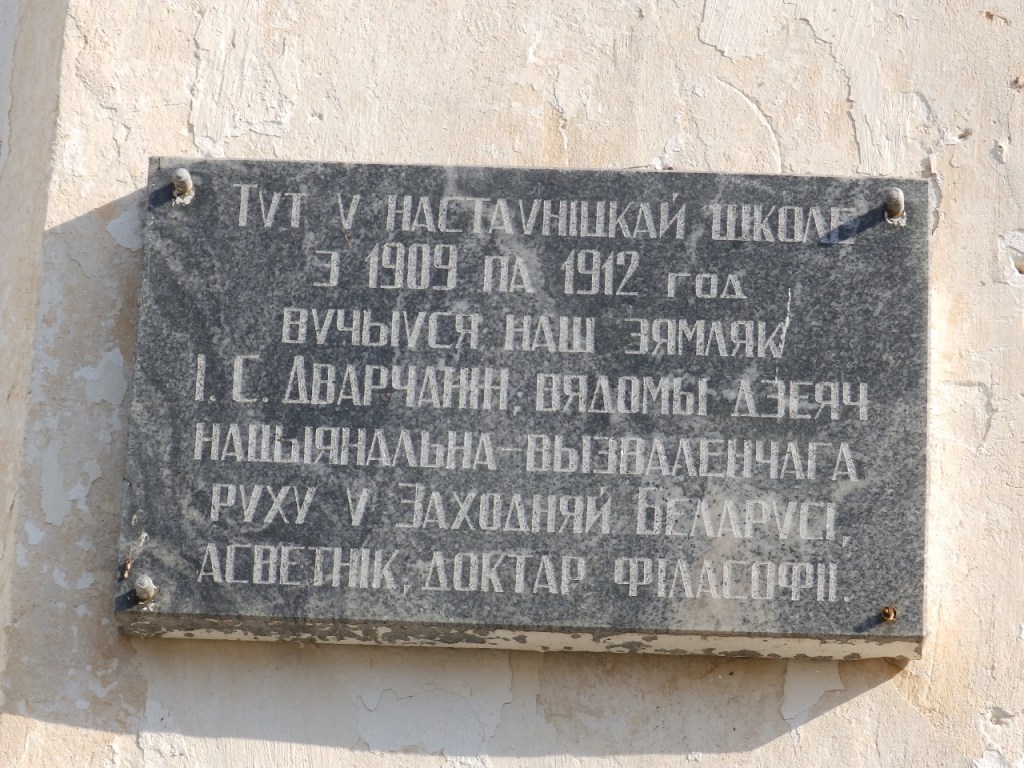 Тут у настаўніцкай школе
з 1909 па 1912 год
вучыўся наш зямляк
І. С. Дварчанін, вядомы дзеяч
нацыянальна-вызваленчага
руху у Заходняй Беларусі,
асветнік, доктар філасофіі.